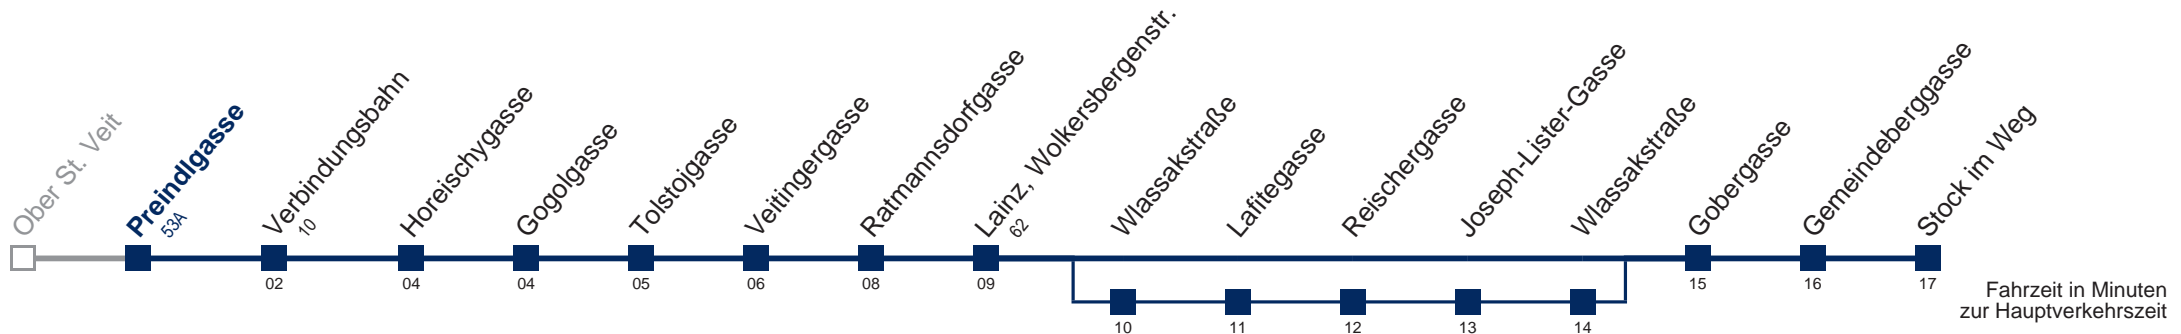 Ober St. Veit
Preindlgasse
53A
Verbindungsbahn
10
Horeischygasse
Gogolgasse
Tolstojgasse
Veitingergasse
Ratmannsdorfgasse
Lainz, Wolkersbergenstr.
62
Wlassakstraße
Lafitegasse
Reischergasse
Joseph-Lister-Gasse
Wlassakstraße
Gobergasse
Gemeindeberggasse
Stock im Weg
02
04
04
05
06
08
09
15
16
17
10
11
12
13
14
Fahrzeit in Minuten
zur Hauptverkehrszeit